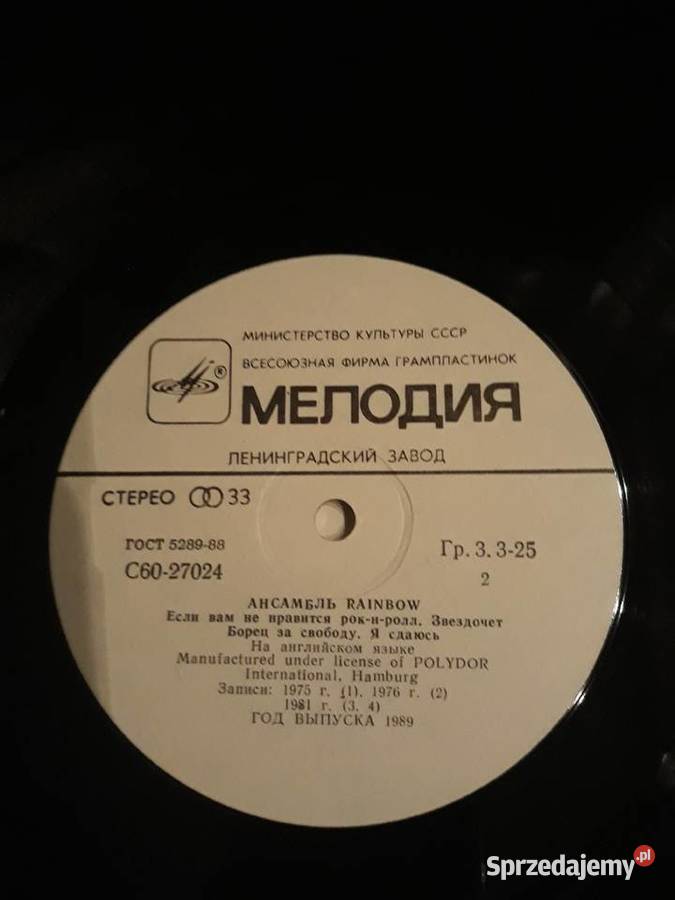 МИНИСТЕРСТВО КУЛЬТУРЫ СССР
ВСЕСОЮЗНАЯ ФИРМА ГРАМПЛАСТИНОК
®
МЕЛОДИЯ
ЛЕНИНГРАДСКИЙ ЗАВОД
СТЕРЕО 33
ГОСТ 5289-88
Гр. 3. 3-25
С60-27024
2
АНСАМБЛЬ RAINBOW
Если вам не нравится рок-н-ролл. Звездочет
Борец за свободу. Я сдаюсь
На английском языке
Manufactured under license of POLYDOR
International, Hamburg
Записи: 1975 г. (1), 1976 г. (2)
1981 г. (3, 4)
ГОД ВЫПУСКА 1989
Sprzedajemy.pl